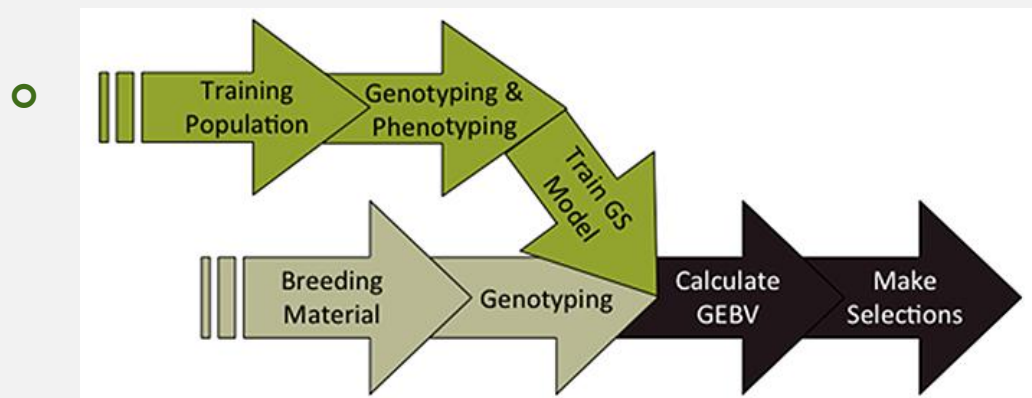 Training
Population
Genotyping &
Phenotyping
Train GS
Model
Breeding
Material
Genotyping
Calculate
GEBV
Make
Selections